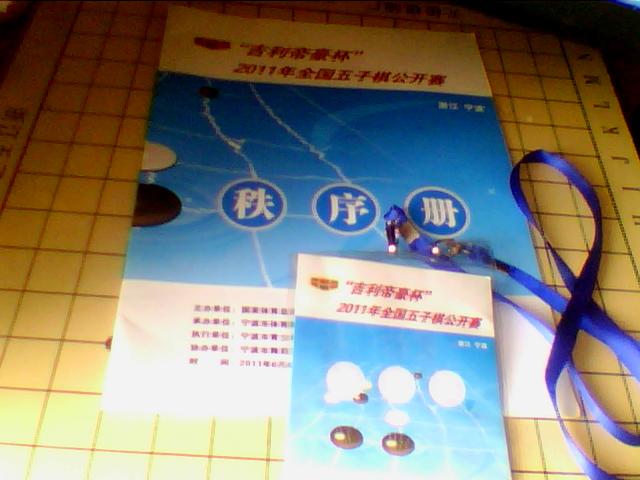 "吉利帝豪杯"
2011年全国五子棋公开赛
浙江 宁波
秩序册
主办单位：国家体育总
承办单位：宁波市体育
执行单位：宁波市
协办单位：宁波市
时 间：2011年6月
"吉利帝豪杯"
2011年全国五子棋公开赛
浙江 宁波
J K L M